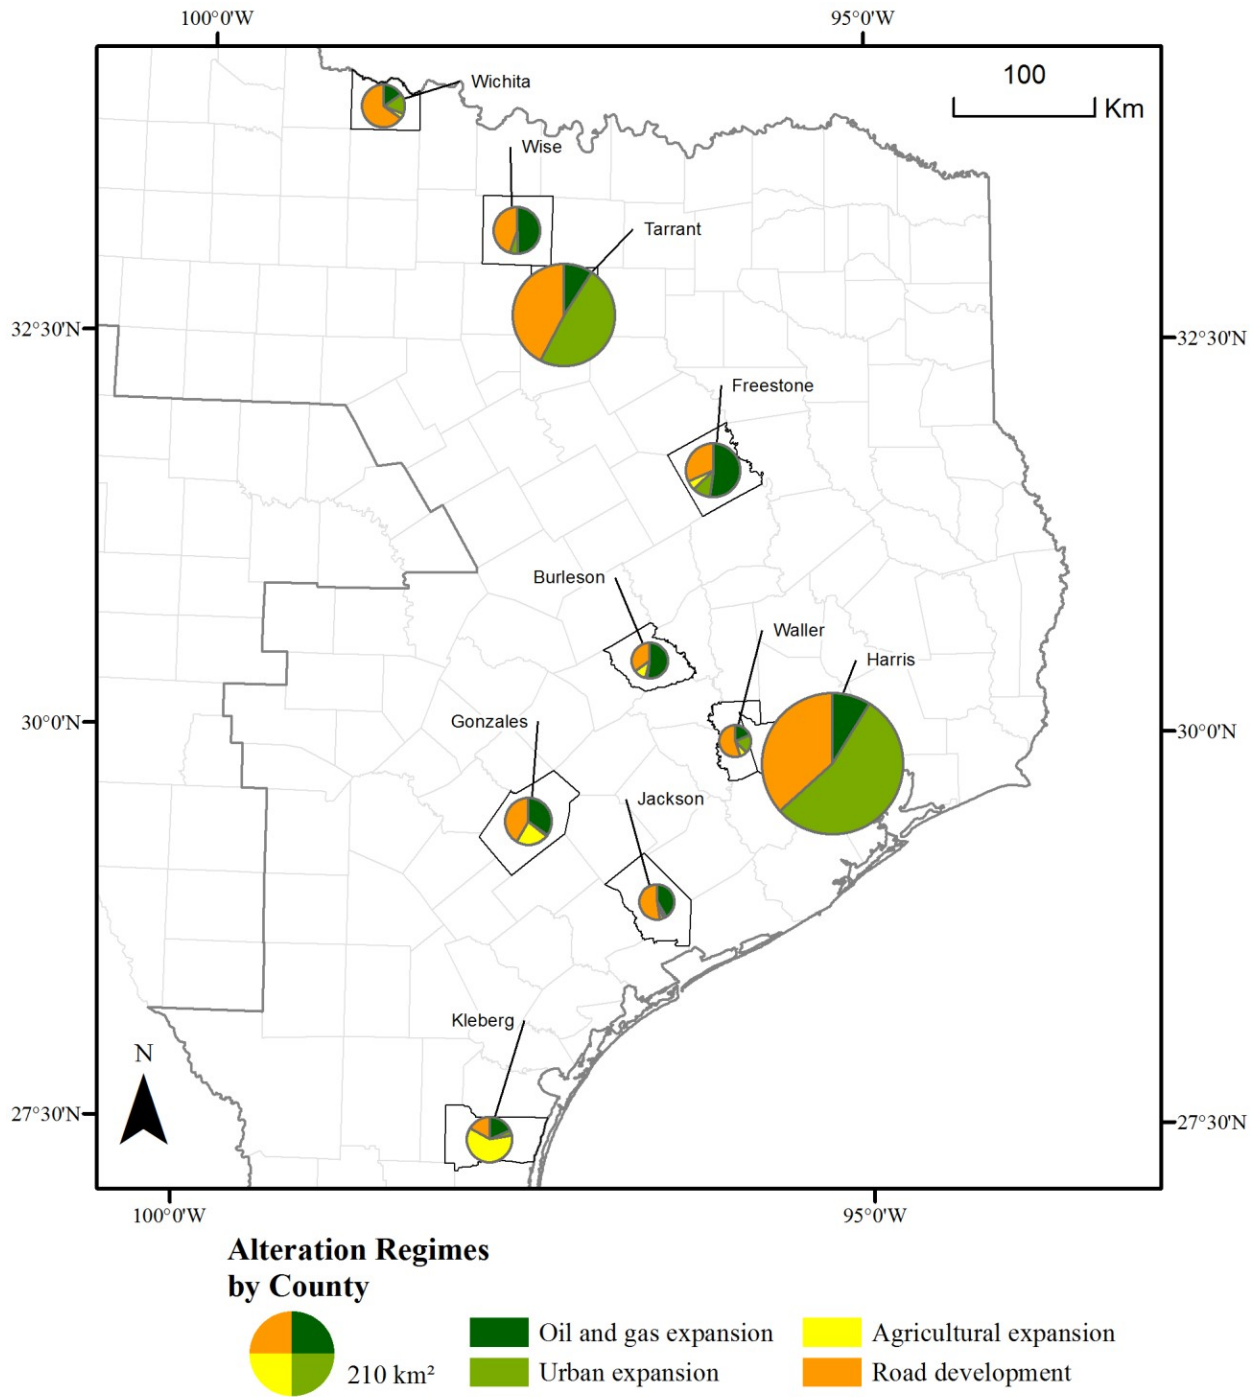 100°0'W
95°0'W
100
Km
Wichita
Wise
Tarrant
32°30'N
32°30'N
Freestone
Burleson
Waller
Harris
Gonzales
30°0'N
30°0'N
Jackson
Kleberg
N
27°30'N
27°30'N
100°0'W
95°0'W
Alteration Regimes
by County
210 km²
Oil and gas expansion
Agricultural expansion
Urban expansion
Road development